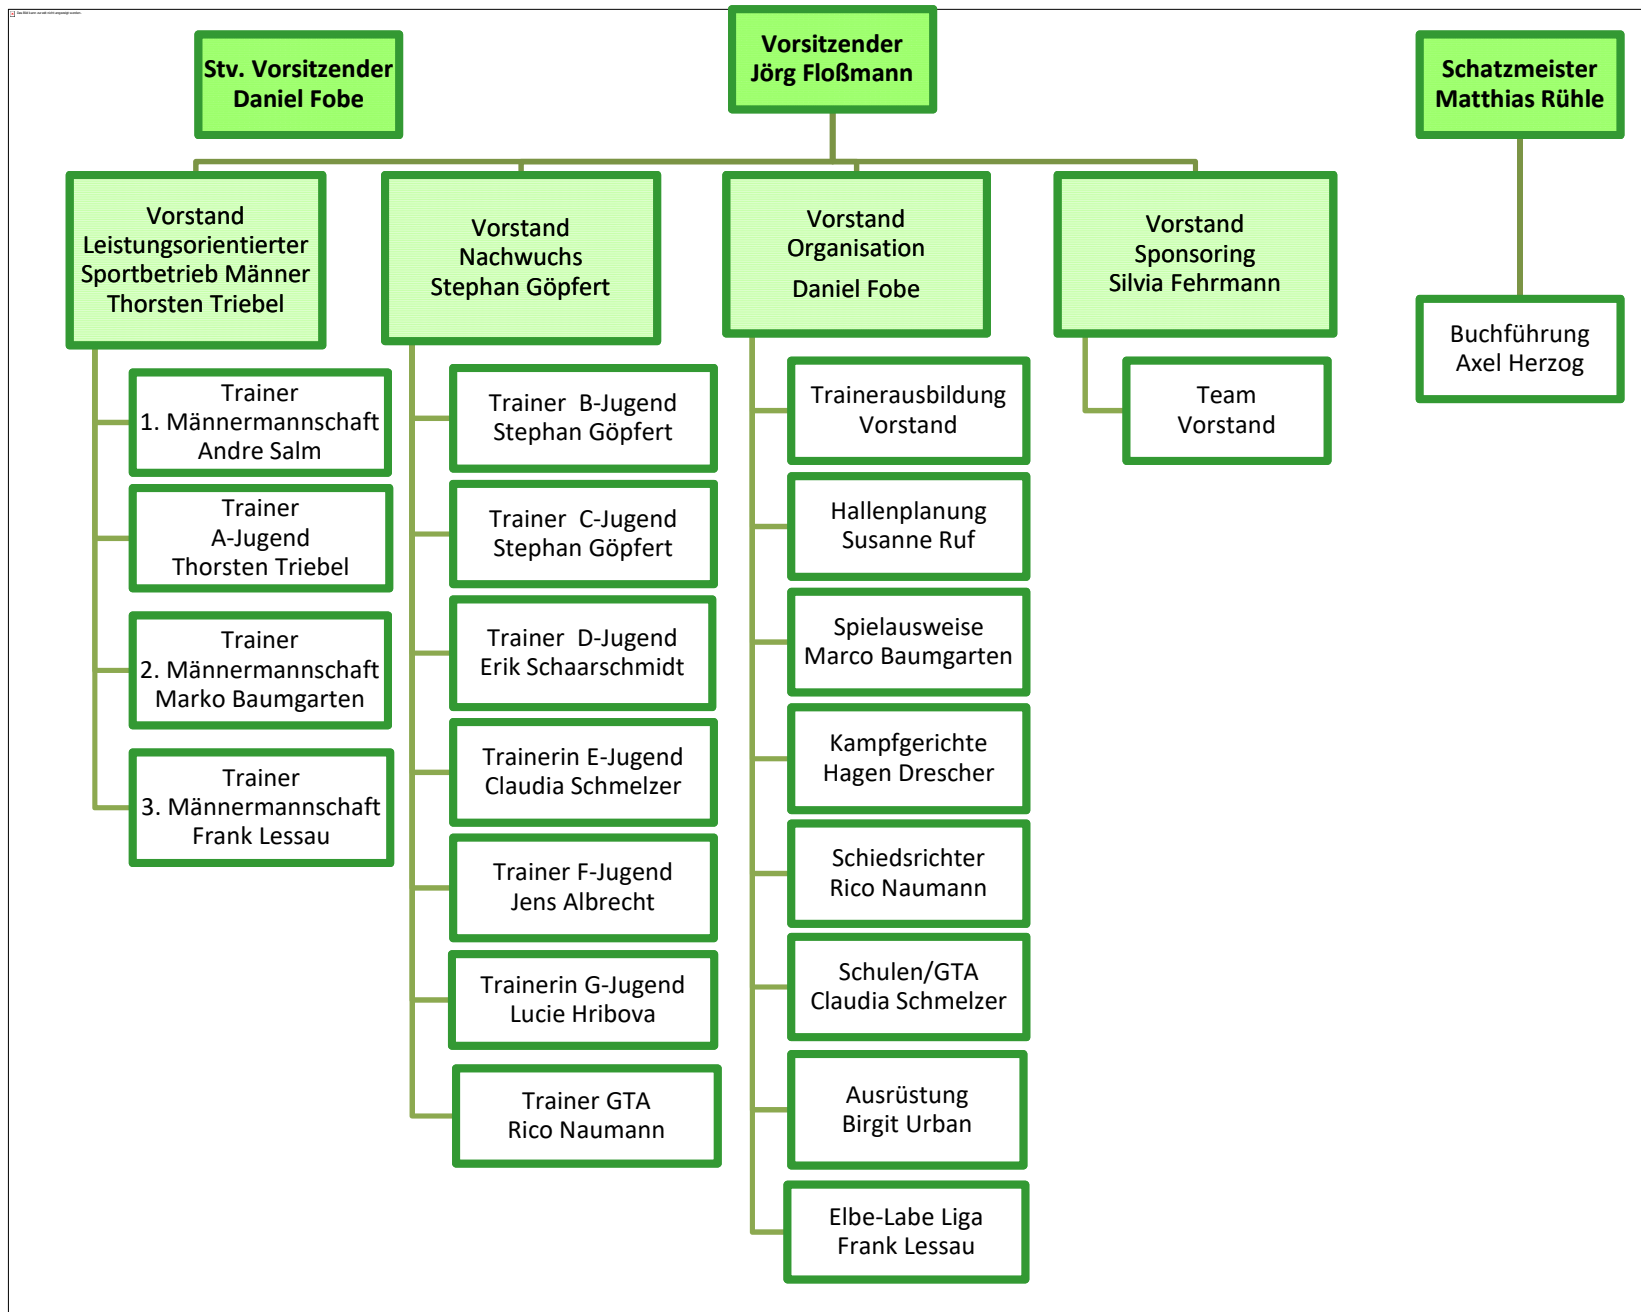 Stv. Vorsitzender
Daniel Fobe
Vorsitzender
Jörg Floßmann
Schatzmeister
Matthias Rühle
Vorstand
Leistungsorientierter
Sportbetrieb Männer
Thorsten Triebel
Vorstand
Nachwuchs
Stephan Göpfert
Vorstand
Organisation
Daniel Fobe
Vorstand
Sponsoring
Silvia Fehrmann
Buchführung
Axel Herzog
Trainer
1. Männermannschaft
Andre Salm
Trainer
A-Jugend
Thorsten Triebel
Trainer
2. Männermannschaft
Marko Baumgarten
Trainer
3. Männermannschaft
Frank Lessau
Trainer  B-Jugend
Stephan Göpfert
Trainer  C-Jugend
Stephan Göpfert
Trainer  D-Jugend
Erik Schaarschmidt
Trainerin E-Jugend
Claudia Schmelzer
Trainer F-Jugend
Jens Albrecht
Trainerin G-Jugend
Lucie Hribova
Trainer GTA
Rico Naumann
Trainerausbildung
Vorstand
Hallenplanung
Susanne Ruf
Spielausweise
Marco Baumgarten
Kampfgerichte
Hagen Drescher
Schiedsrichter
Rico Naumann
Schulen/GTA
Claudia Schmelzer
Ausrüstung
Birgit Urban
Elbe-Labe Liga
Frank Lessau
Team
Vorstand